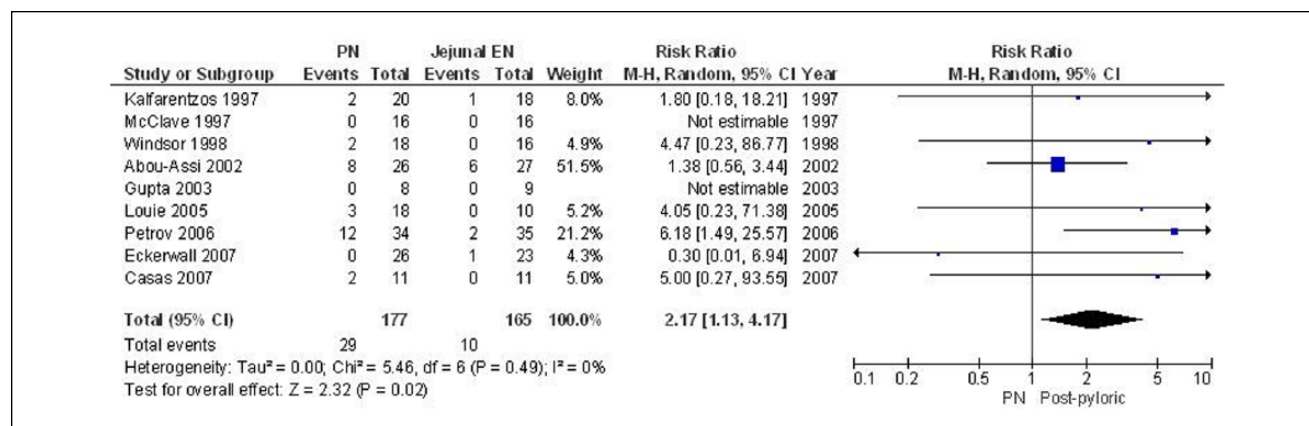 PN Jejunal EN Risk Ratio Risk Ratio
Study or Subgroup Events Total Events Total Weight M-H, Random, 95% CI Year M-H, Random, 95% CI
Kalfarentzos 1997 2 20 1 18 8.0% 1.80 [0.18, 18.21] 1997
McClave 1997 0 16 0 16 Not estimable 1997
Windsor 1998 2 18 0 16 4.9% 4.47 [0.23, 86.77] 1998
Abou-Assi 2002 8 26 6 27 51.5% 1.38 [0.56, 3.44] 2002
Gupta 2003 0 8 0 9 Not estimable 2003
Louie 2005 3 18 0 10 5.2% 4.05 [0.23, 71.38] 2005
Petrov 2006 12 34 2 35 21.2% 6.18 [1.49, 25.57] 2006
Eckerwall 2007 0 26 1 23 4.3% 0.30 [0.01, 6.94] 2007
Casas 2007 2 11 0 11 5.0% 5.00 [0.27, 93.55] 2007
Total (95% CI) 177 165 100.0% 2.17 [1.13, 4.17]
Total events 29 10
Heterogeneity: Tau² = 0.00; Chi² = 5.46, df = 6 (P = 0.49); I² = 0%
Test for overall effect: Z = 2.32 (P = 0.02)
0.1 0.2 0.5 1 2 5 10
PN Post-pyloric